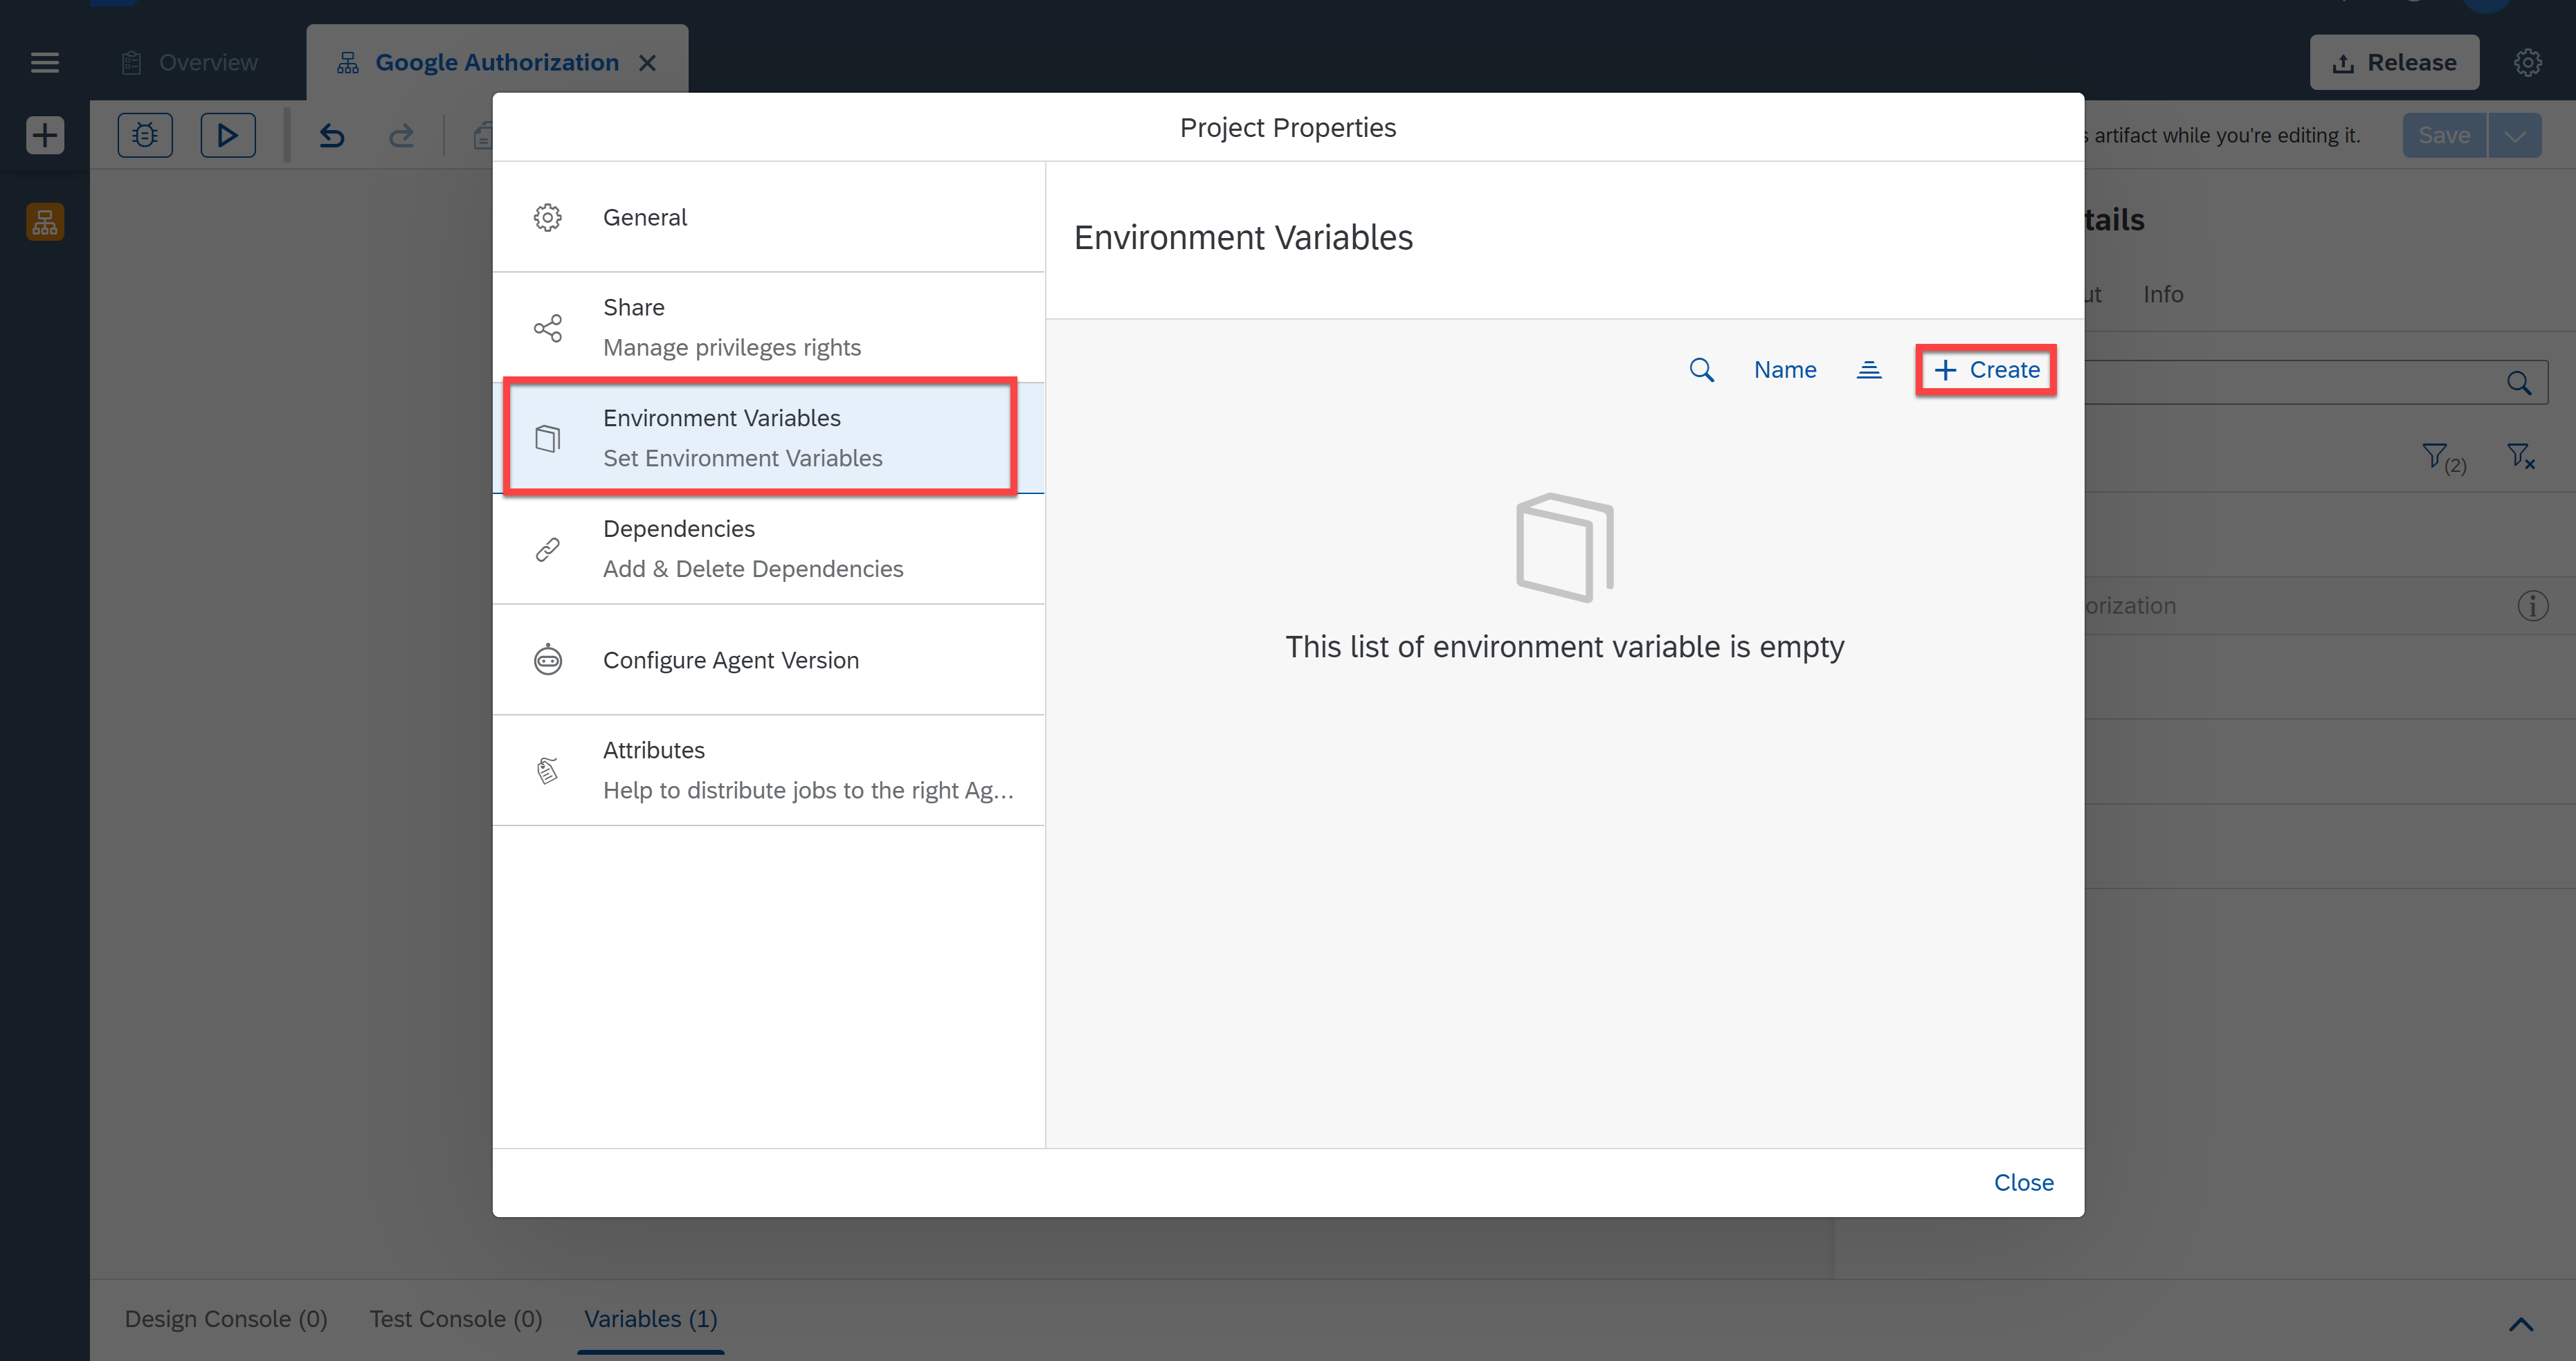 Overview
Google Authorization
Release
Project Properties
s artifact while you're editing it.
Save
General
Share
Manage privileges rights
Environment Variables
Set Environment Variables
Dependencies
Add & Delete Dependencies
Configure Agent Version
Attributes
Help to distribute jobs to the right Ag...
Environment Variables
Name
Create
This list of environment variable is empty
Close
tails
ut
Info
(2)
orization
Design Console (0)
Test Console (0)
Variables (1)